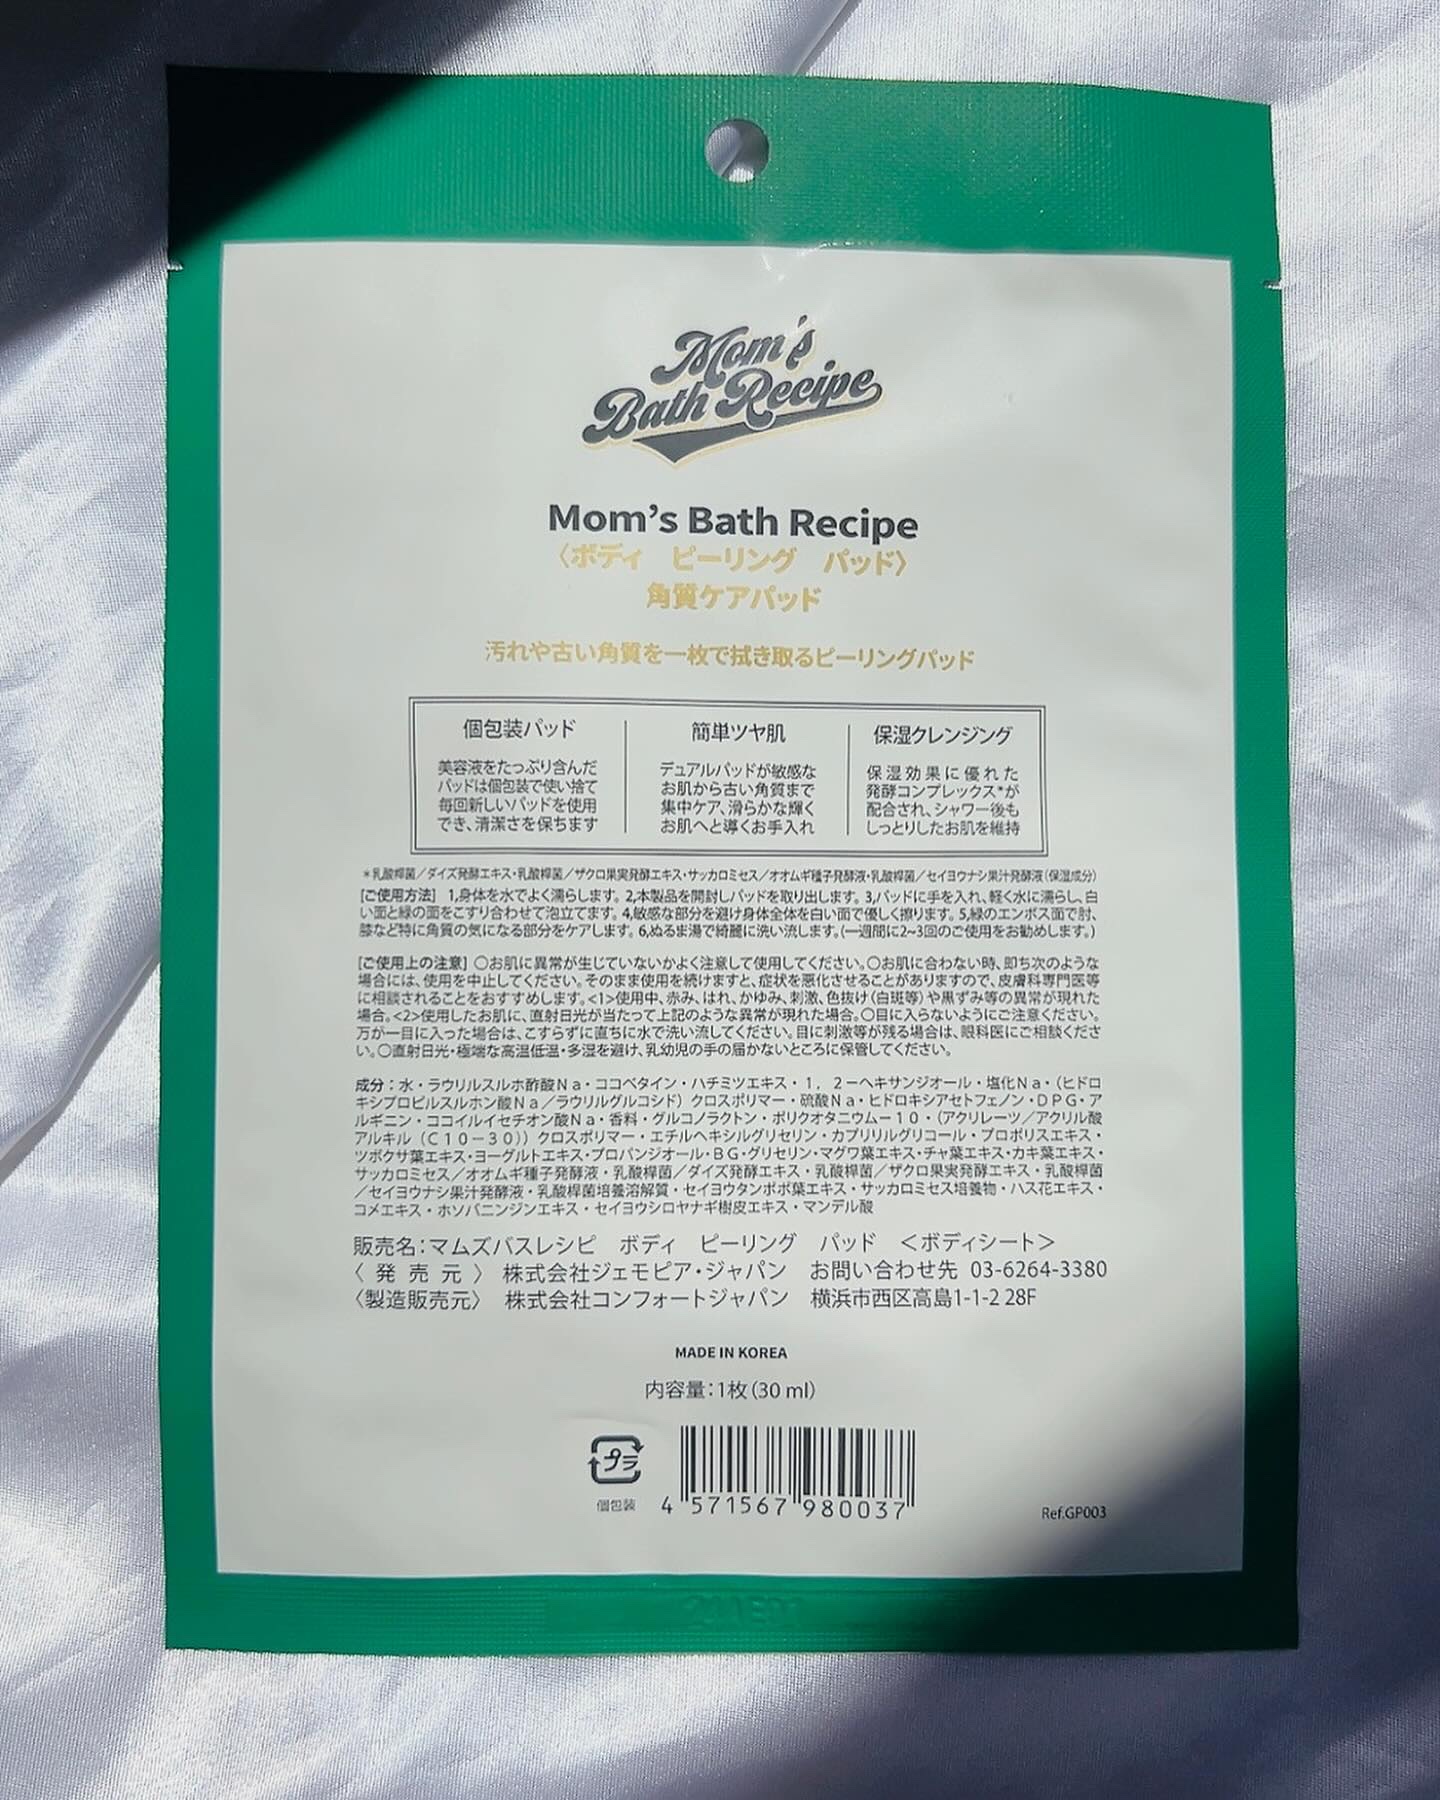 Mom's
Bath Recipe
Mom's Bath Recipe
〈ボディ ピーリング パッド〉
角質ケアパッド
汚れや古い角質を一枚で拭き取るピーリングパッド
個包装パッド
美容液をたっぷり含んだ
パッドは個包装で使い捨て
毎回新しいパッドを使用
でき、清潔さを保ちます
簡単ツヤ肌
デュアルパッドが敏感な
お肌から古い角質まで
集中ケア、滑らかな輝く
お肌へと導くお手入れ
保湿クレンジング
保湿効果に優れた
発酵コンプレックス*が
配合され、シャワー後も
しっとりしたお肌を維持
*乳酸桿菌/ダイズ発酵エキス・乳酸桿菌/ザクロ果実発酵エキス・サッカロミセス/オオムギ種子発酵液・乳酸桿菌/セイヨウナシ果汁発酵液(保湿成分)
[ご使用方法] 1,身体を水でよく濡らします。2,本製品を開封しパッドを取り出します。3,パッドに手を入れ、軽く水に濡らし、白
い面と緑の面をこすり合わせて泡立てます。4,敏感な部分を避け身体全体を白い面で優しく擦ります。5,緑のエンボス面で肘、
膝など特に角質の気になる部分をケアします。6,ぬるま湯で綺麗に洗い流します。(一週間に2~3回のご使用をお勧めします。)
[ご使用上の注意] ○お肌に異常が生じていないかよく注意して使用してください。○お肌に合わない時、即ち次のような
場合には、使用を中止してください。そのまま使用を続けますと、症状を悪化させることがありますので、皮膚科専門医等
に相談されることをおすすめします。<1>使用中、赤み、はれ、かゆみ、刺激、色抜け(白斑等)や黒ずみ等の異常が現れた
場合。<2>使用したお肌に、直射日光が当たって上記のような異常が現れた場合。○目に入らないようにご注意ください。
万が一目に入った場合は、こすらずに直ちに水で洗い流してください。目に刺激等が残る場合は、眼科医にご相談くださ
い。○直射日光・極端な高温低温・多湿を避け、乳幼児の手の届かないところに保管してください。
成分：水・ラウリルスルホ酢酸Ｎａ・ココベタイン・ハチミツエキス・１，２－ヘキサンジオール・塩化Ｎａ・（ヒドロ
キシプロピルスルホン酸Ｎａ／ラウリルグルコシド）クロスポリマー・硫酸Ｎａ・ヒドロキシアセトフェノン・ＤＰＧ・ア
ルギニン・ココイルイセチオン酸Ｎａ・香料・グルコノラクトン・ポリクオタニウム－１０・（アクリレーツ／アクリル酸
アルキル（Ｃ１０－３０））クロスポリマー・エチルヘキシルグリセリン・カプリリルグリコール・プロポリスエキス・
ツボクサ葉エキス・ヨーグルトエキス・プロパンジオール・ＢＧ・グリセリン・マグワ葉エキス・チャ葉エキス・カキ葉エキス・
サッカロミセス／オオムギ種子発酵液・乳酸桿菌／ダイズ発酵エキス・乳酸桿菌／ザクロ果実発酵エキス・乳酸桿菌
／セイヨウナシ果汁発酵液・乳酸桿菌培養溶解質・セイヨウタンポポ葉エキス・サッカロミセス培養物・ハス花エキス・
コメエキス・ホソバニンジンエキス・セイヨウシロヤナギ樹皮エキス・マンデル酸
販売名：マムズバスレシピ ボディ ピーリング パッド ＜ボディシート＞
〈発売元〉 株式会社ジェモピア・ジャパン お問い合わせ先 03-6264-3380
〈製造販売元〉 株式会社コンフォートジャパン 横浜市西区高島1-1-2 28F
MADE IN KOREA
内容量：1枚（30 ml）
プラ
個包装
4 571567 980037
Ref.GP003